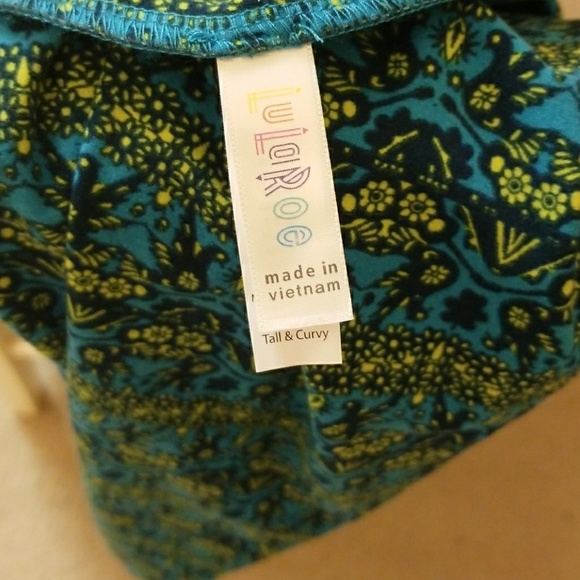 LuLaRoe
made in
vietnam
Tall & Curvy